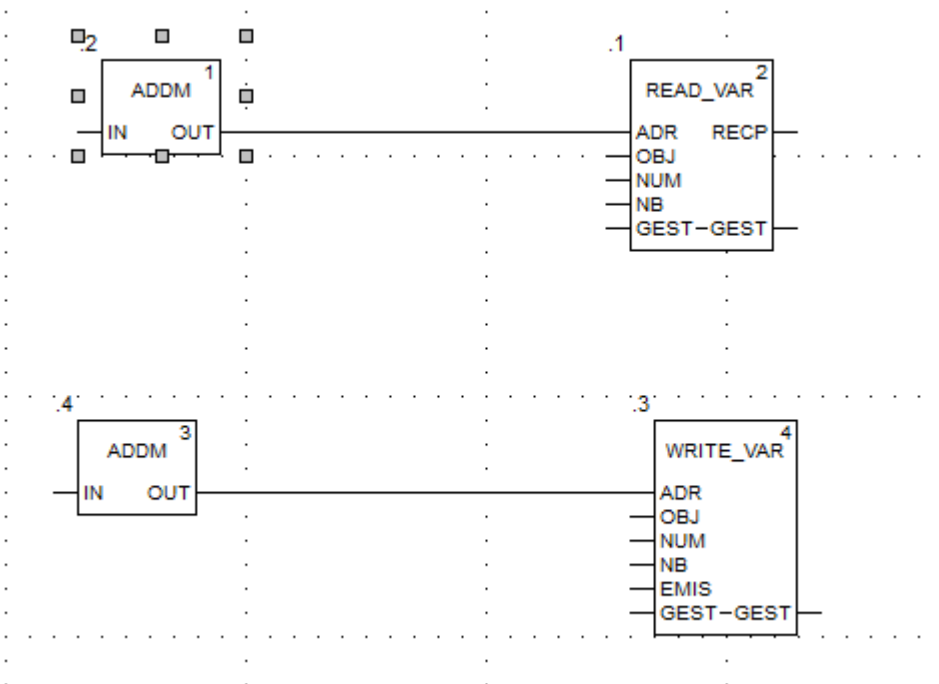 .2
.1
1
2
ADDM
READ_VAR
IN OUT
ADR RECP
OBJ
NUM
NB
GEST-GEST
.4
.3
3
4
ADDM
WRITE_VAR
IN OUT
ADR
OBJ
NUM
NB
EMIS
GEST-GEST